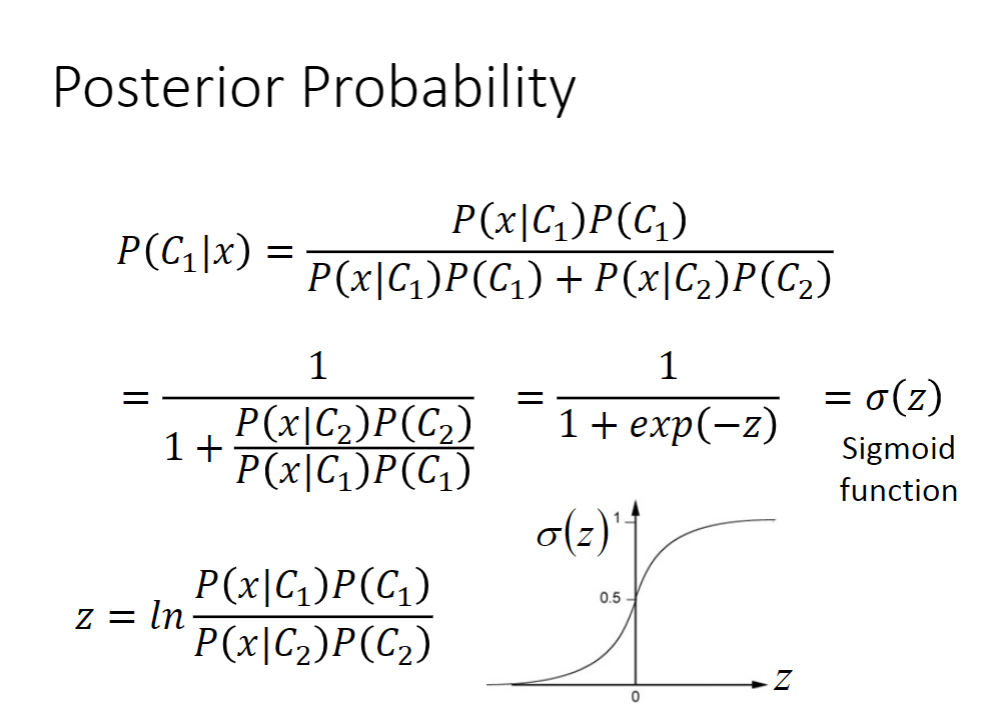 Posterior Probability
P(C₁|x) = P(x|C₁)P(C₁) / P(x|C₁)P(C₁) + P(x|C₂)P(C₂)
= 1 / 1 + P(x|C₂)P(C₂) / P(x|C₁)P(C₁) = 1 / 1 + exp(−z) = σ(z)
Sigmoid
function
σ(z) 1
0.5
z = ln P(x|C₁)P(C₁) / P(x|C₂)P(C₂)
z
0